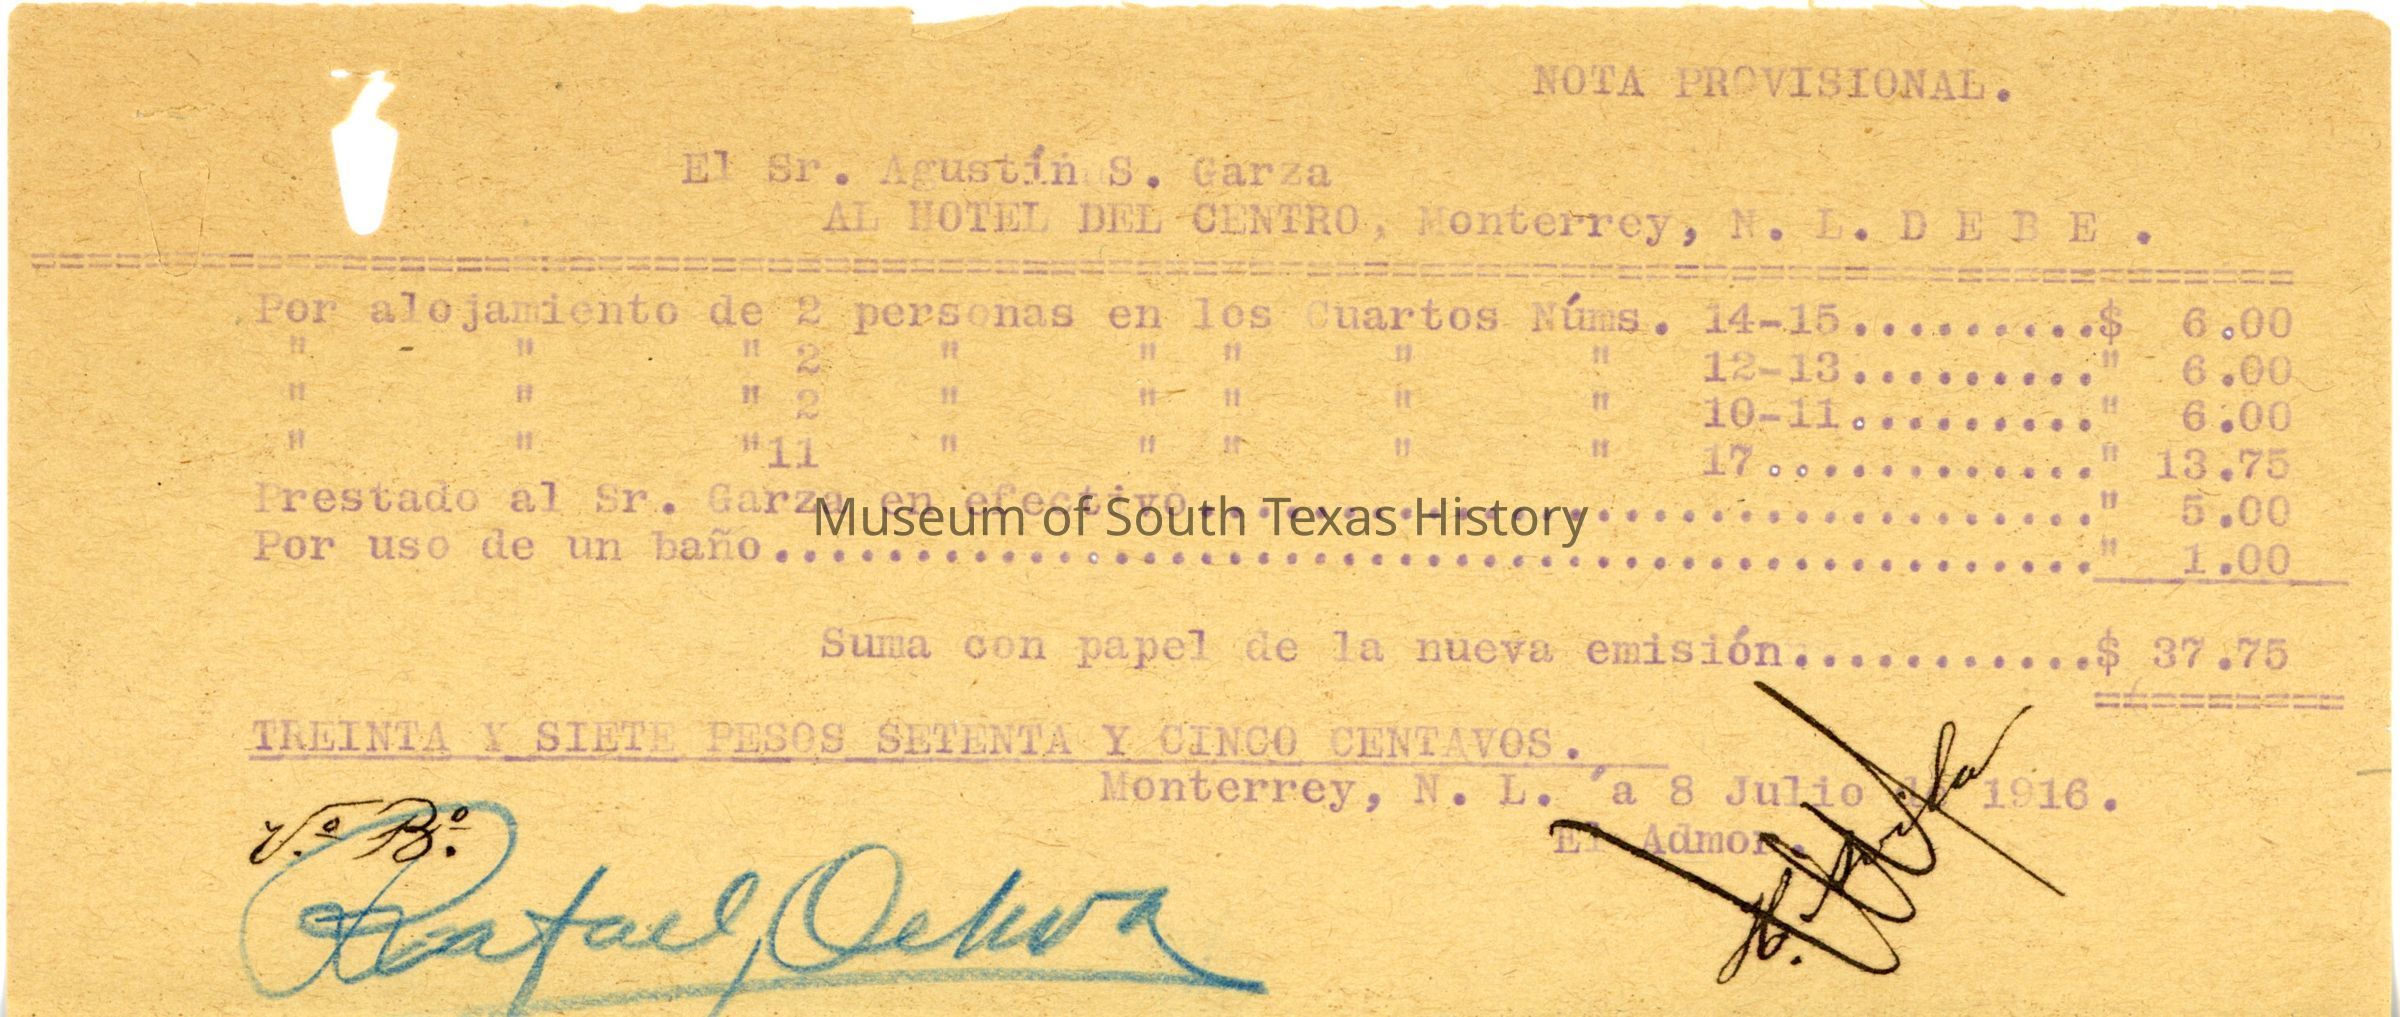 NOTA PROVISIONAL.
El Sr. Agustín S. Garza
AL HOTEL DEL CENTRO, Monterrey, N. L. D E B E .
Por alojamiento de 2 personas en los Cuartos Núms. 14-15.........$ 6.00
" " " 2 " " " " " 12-13........." 6.00
" " " 2 " " " " " 10-11........." 6.00
" " "11 " " " " " 17............" 13.75
Prestado al Sr. Garza en efectivo................................" 5.00
Museum of South Texas History
Por uso de un baño..............................................." 1.00
Suma con papel de la nueva emisión...........$ 37.75
TREINTA Y SIETE PESOS SETENTA Y CINCO CENTAVOS.
Monterrey, N. L. a 8 Julio de 1916.
El Admor.
V.º B.º
Rafael Ochoa